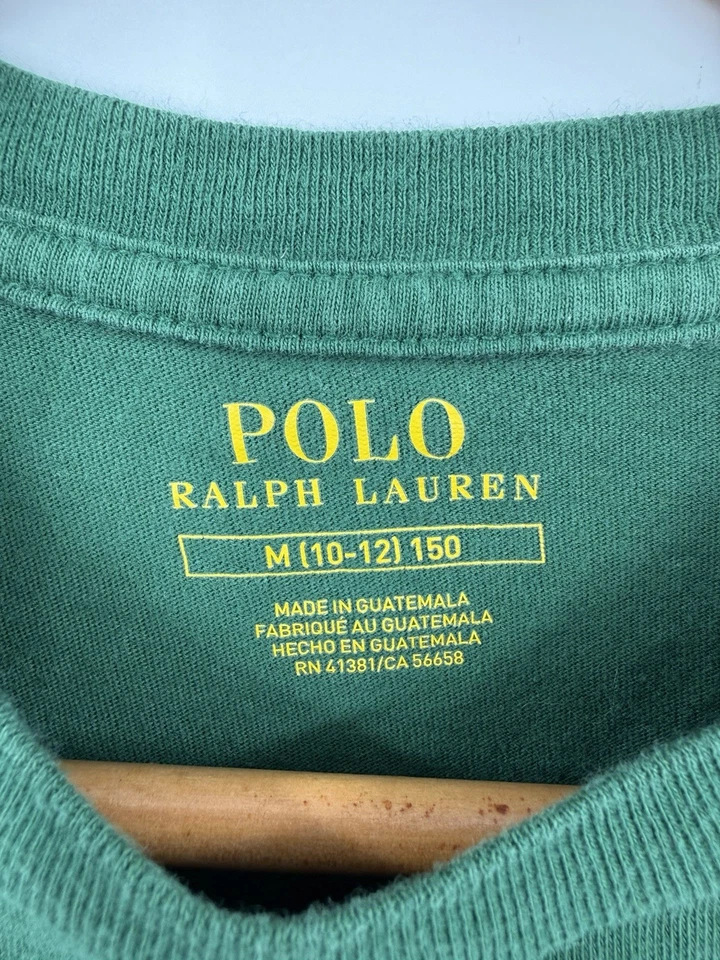 POLO
RALPH LAUREN
M (10-12) 150
MADE IN GUATEMALA
FABRIQUÉ AU GUATEMALA
HECHO EN GUATEMALA
RN 41381/CA 56658